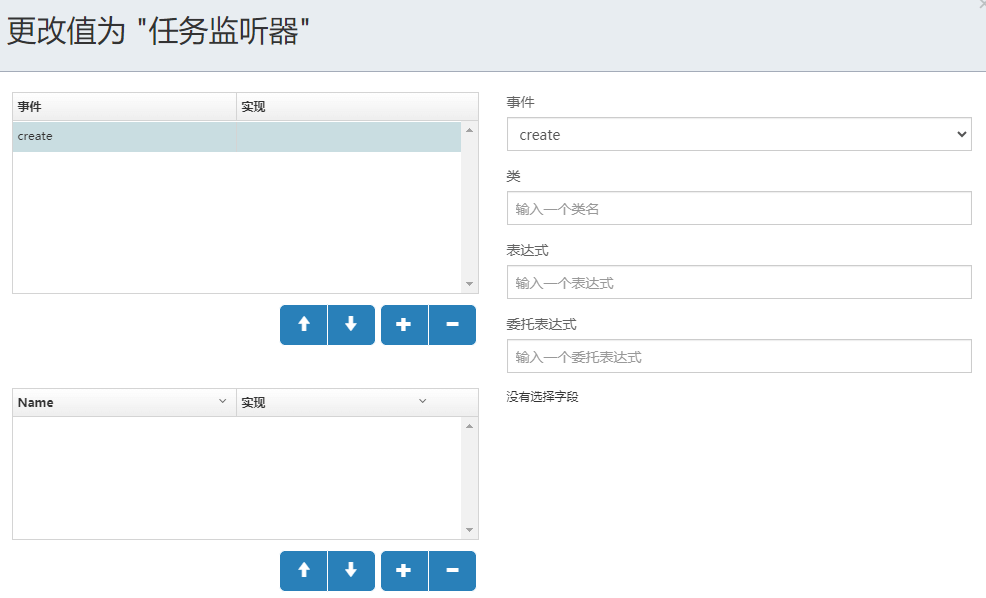 更改值为 "任务监听器"
事件 实现
create
Name 实现
事件
create
类
输入一个类名
表达式
输入一个表达式
委托表达式
输入一个委托表达式
没有选择字段